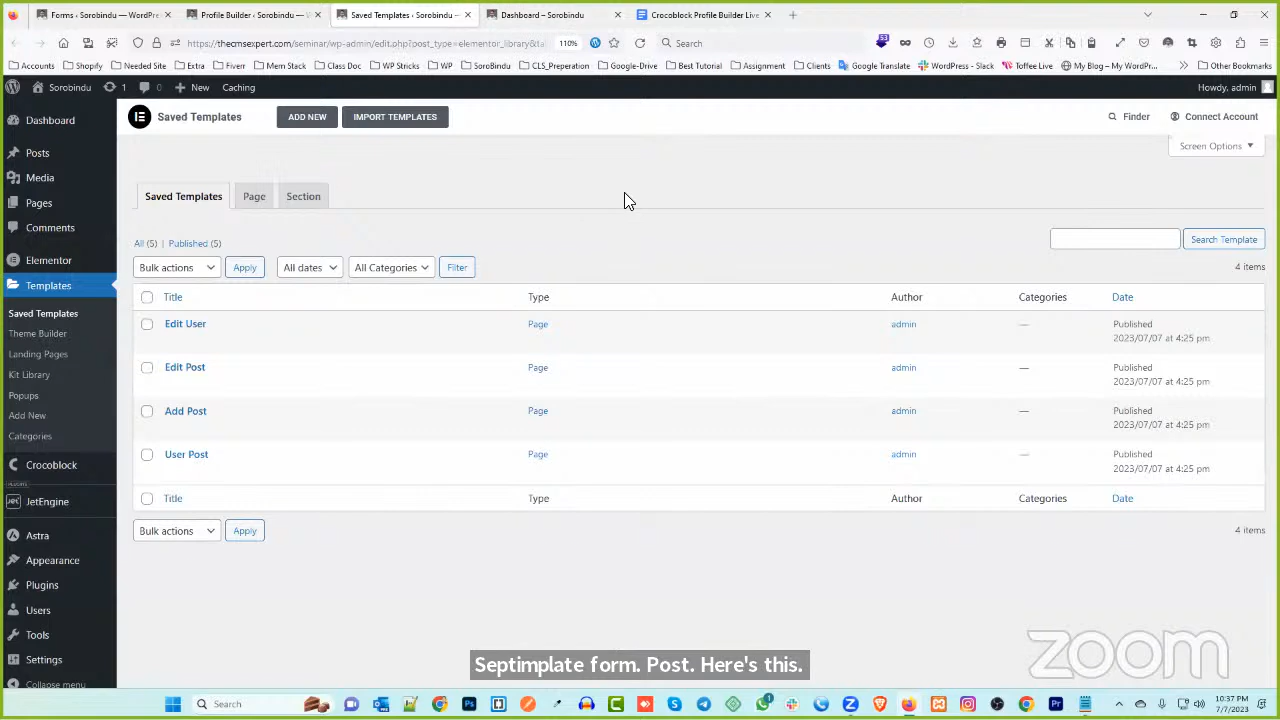 Forms ‹ Sorobindu — WordPre
Profile Builder ‹ Sorobindu — W
Saved Templates ‹ Sorobindu —
Dashboard – Sorobindu
Crocoblock Profile Builder Live
https://thecmsexpert.com/seminar/wp-admin/edit.php?post_type=elementor_library&ta
110%
Search
53
Accounts
Shopify
Needed Site
Extra
Fiverr
Mern Stack
Class Doc
WP Stricks
WP
SoroBindu
CLS_Preperation
Google-Drive
Best Tutorial
Assignment
Clients
Google Translate
WordPress - Slack
Toffee Live
My Blog – My WordPr...
Other Bookmarks
Sorobindu
1
0
New
Caching
Howdy, admin
Dashboard
Posts
Media
Pages
Comments
Elementor
Templates
Saved Templates
Theme Builder
Landing Pages
Kit Library
Popups
Add New
Categories
Crocoblock
JetEngine
Astra
Appearance
Plugins
Users
Tools
Settings
Collapse menu
Saved Templates
ADD NEW
IMPORT TEMPLATES
Finder
Connect Account
Screen Options
Saved Templates
Page
Section
All (5) | Published (5)
Search Template
Bulk actions
Apply
All dates
All Categories
Filter
4 items
Title
Type
Author
Categories
Date
Edit User
Page
admin
—
Published
2023/07/07 at 4:25 pm
Edit Post
Page
admin
—
Published
2023/07/07 at 4:25 pm
Add Post
Page
admin
—
Published
2023/07/07 at 4:25 pm
User Post
Page
admin
—
Published
2023/07/07 at 4:25 pm
Title
Type
Author
Categories
Date
Bulk actions
Apply
4 items
Septimplate form. Post. Here's this.
zoom
Search
1
10:37 PM
7/7/2023